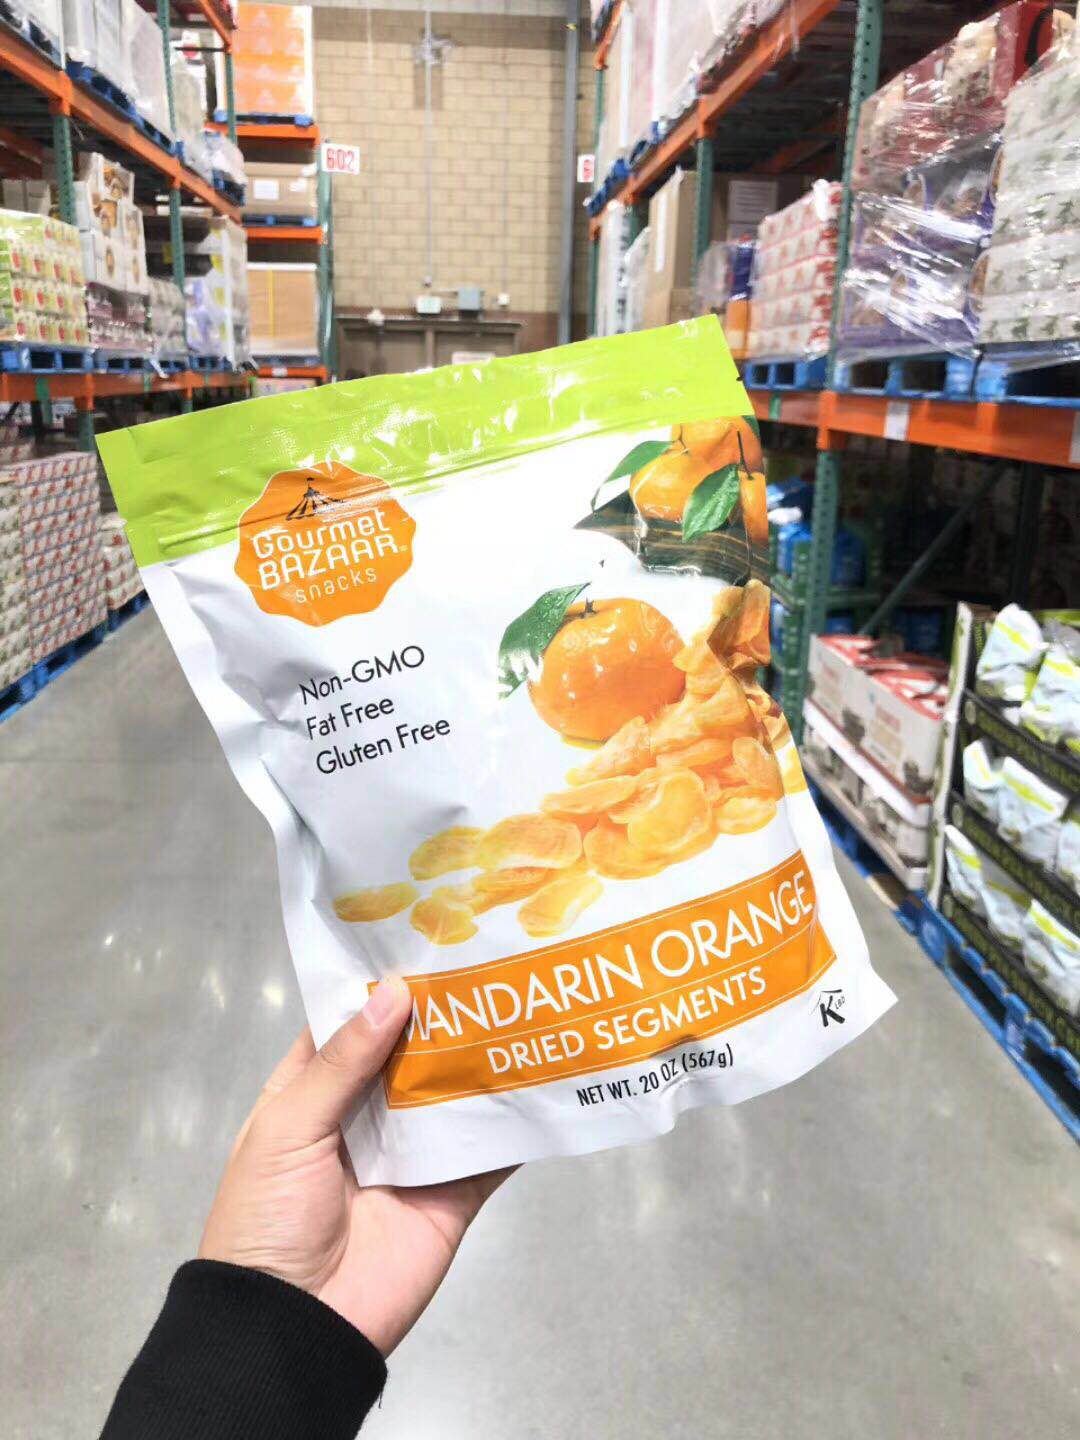 602
Gourmet
BAZAAR®
snacks
Non-GMO
Fat Free
Gluten Free
MANDARIN ORANGE
DRIED SEGMENTS
NET WT. 20 OZ (567g)
K